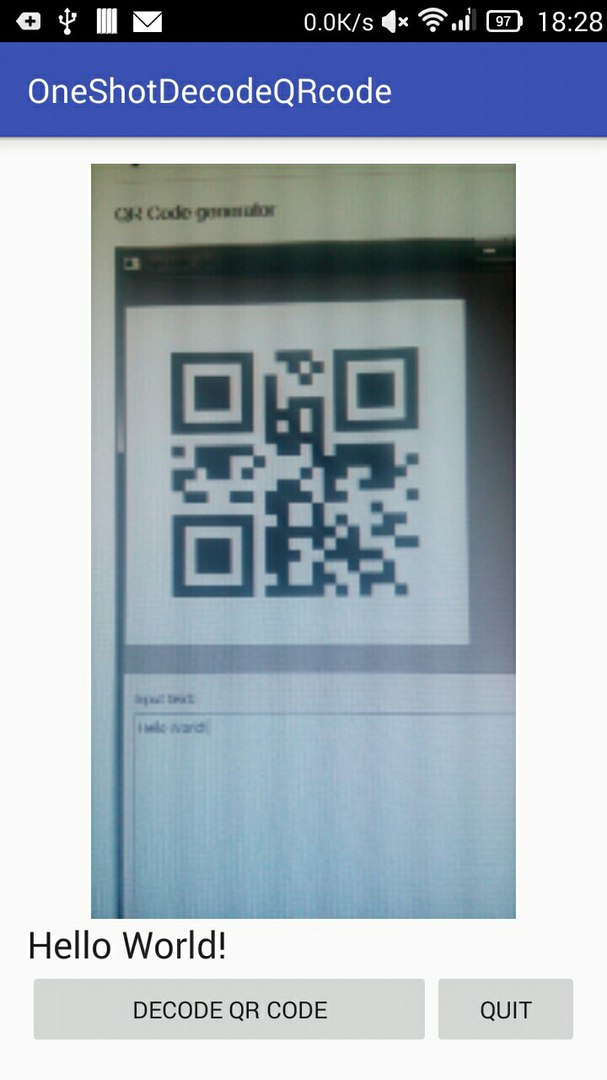 0.0K/s 97 18:28
OneShotDecodeQRcode
QR Code generator
Input text:
Hello World!
Hello World!
DECODE QR CODE
QUIT